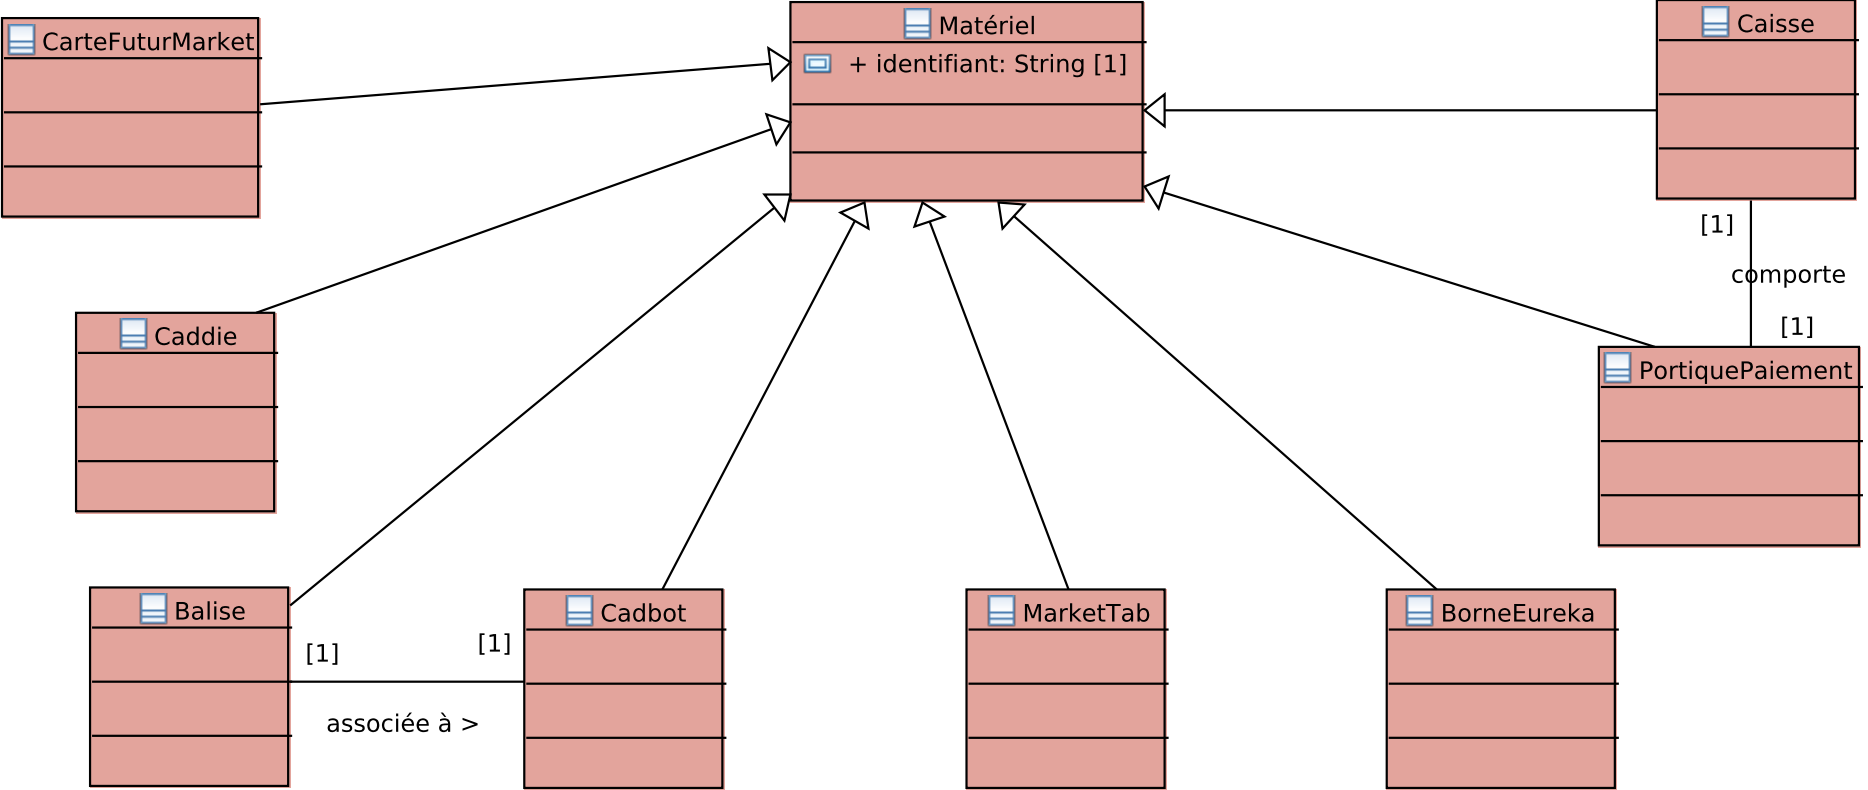 CarteFuturMarket
Matériel
+ identifiant: String [1]
Caisse
[1]
comporte
[1]
Caddie
PortiquePaiement
Balise
Cadbot
MarketTab
BorneEureka
[1]
[1]
associée à >